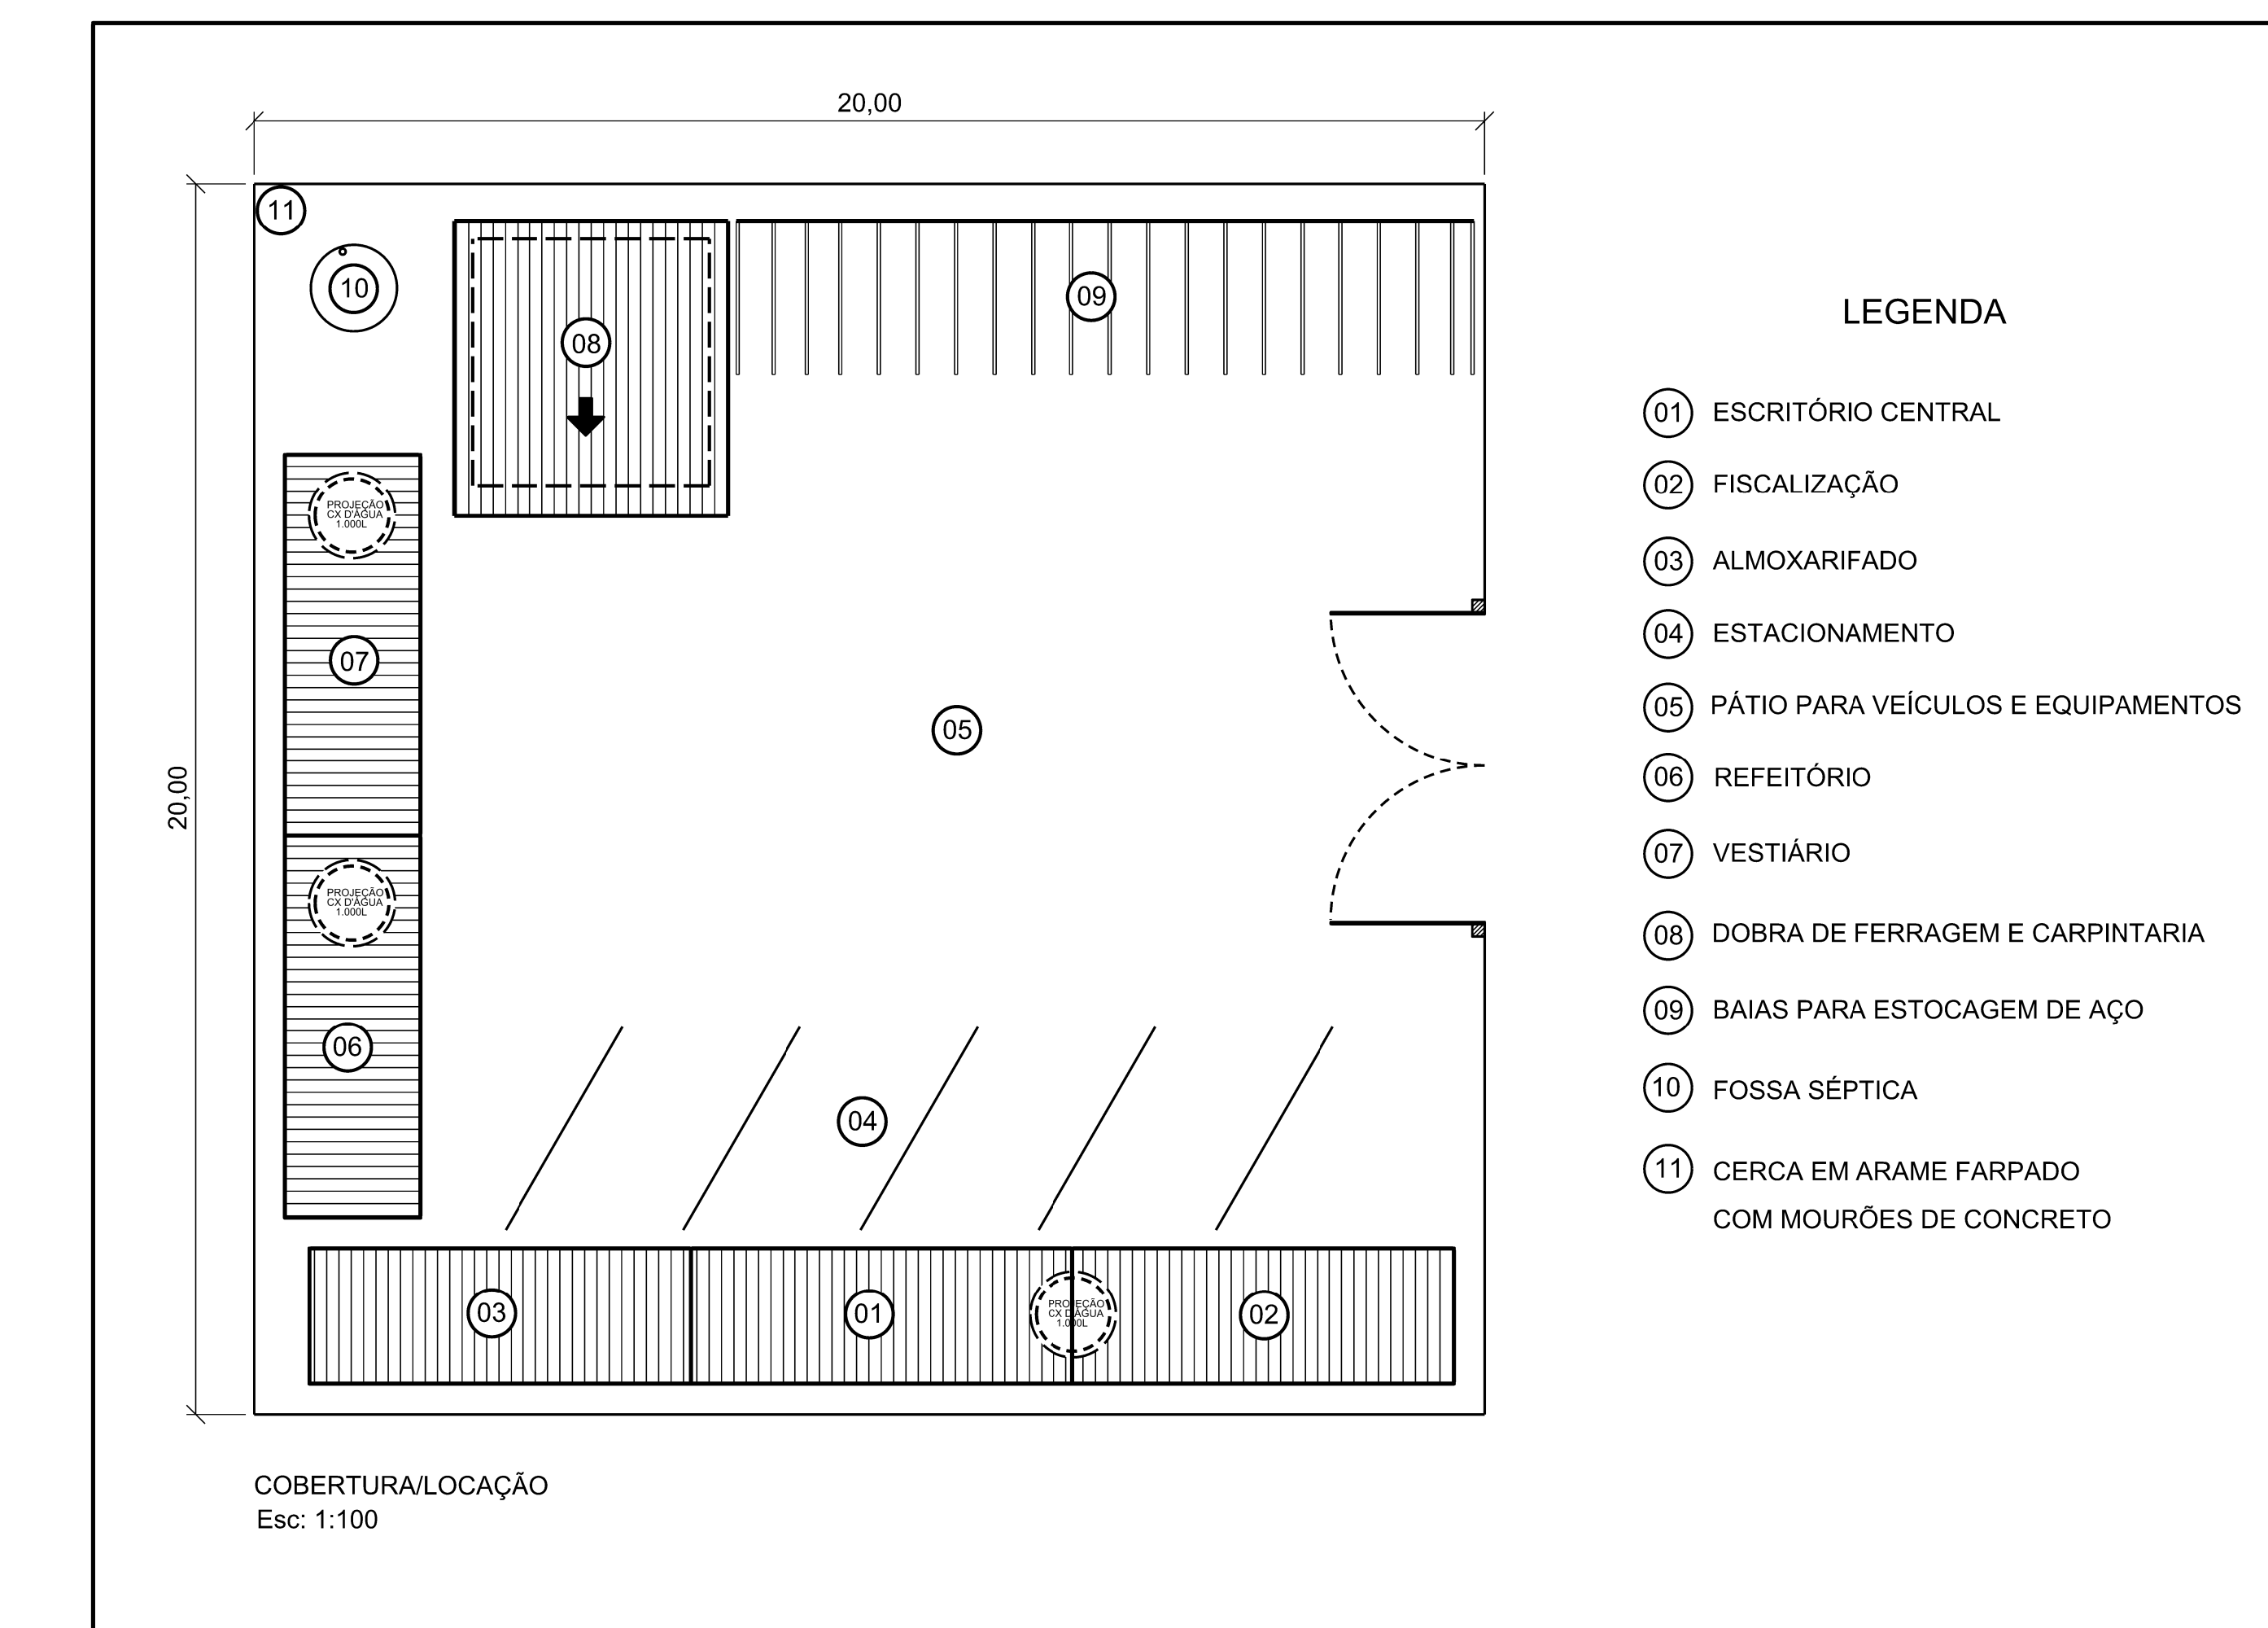 20,00
11
10
08
09
LEGENDA
01 ESCRITÓRIO CENTRAL
02 FISCALIZAÇÃO
03 ALMOXARIFADO
04 ESTACIONAMENTO
05 PÁTIO PARA VEÍCULOS E EQUIPAMENTOS
06 REFEITÓRIO
07 VESTIÁRIO
08 DOBRA DE FERRAGEM E CARPINTARIA
09 BAIAS PARA ESTOCAGEM DE AÇO
10 FOSSA SÉPTICA
11 CERCA EM ARAME FARPADO
COM MOURÕES DE CONCRETO
PROJEÇÃO
CX D'ÁGUA
1.000L
07
05
20,00
PROJEÇÃO
CX D'ÁGUA
1.000L
06
04
03
01
PROJEÇÃO
CX D'ÁGUA
1.000L
02
COBERTURA/LOCAÇÃO
Esc: 1:100